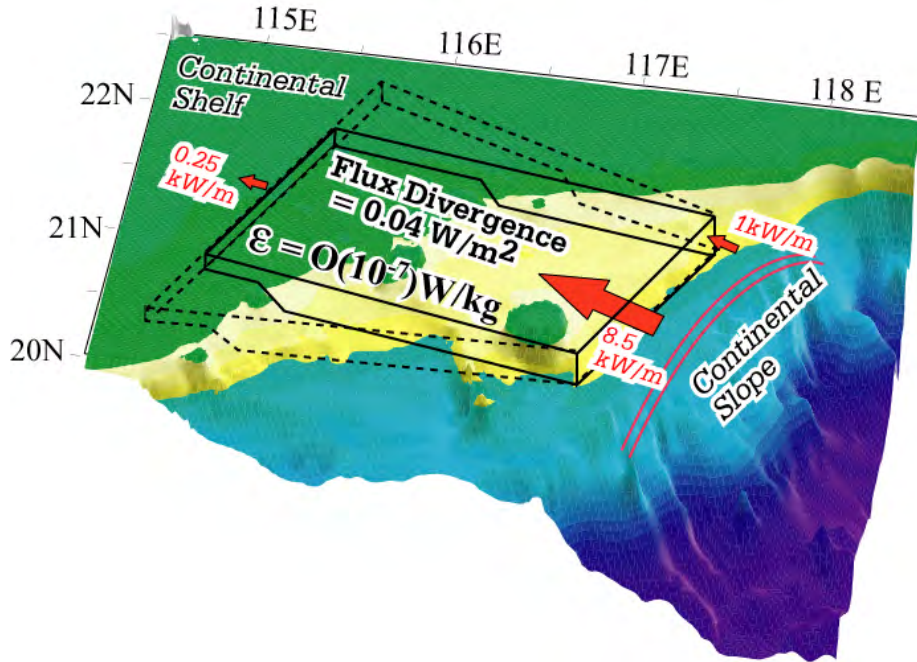 115E
116E
117E
118 E
22N
21N
20N
Continental
Shelf
0.25
kW/m
Flux Divergence
= 0.04 W/m²
ε = O(10⁻⁷)W/kg
1kW/m
8.5
kW/m
Continental
Slope